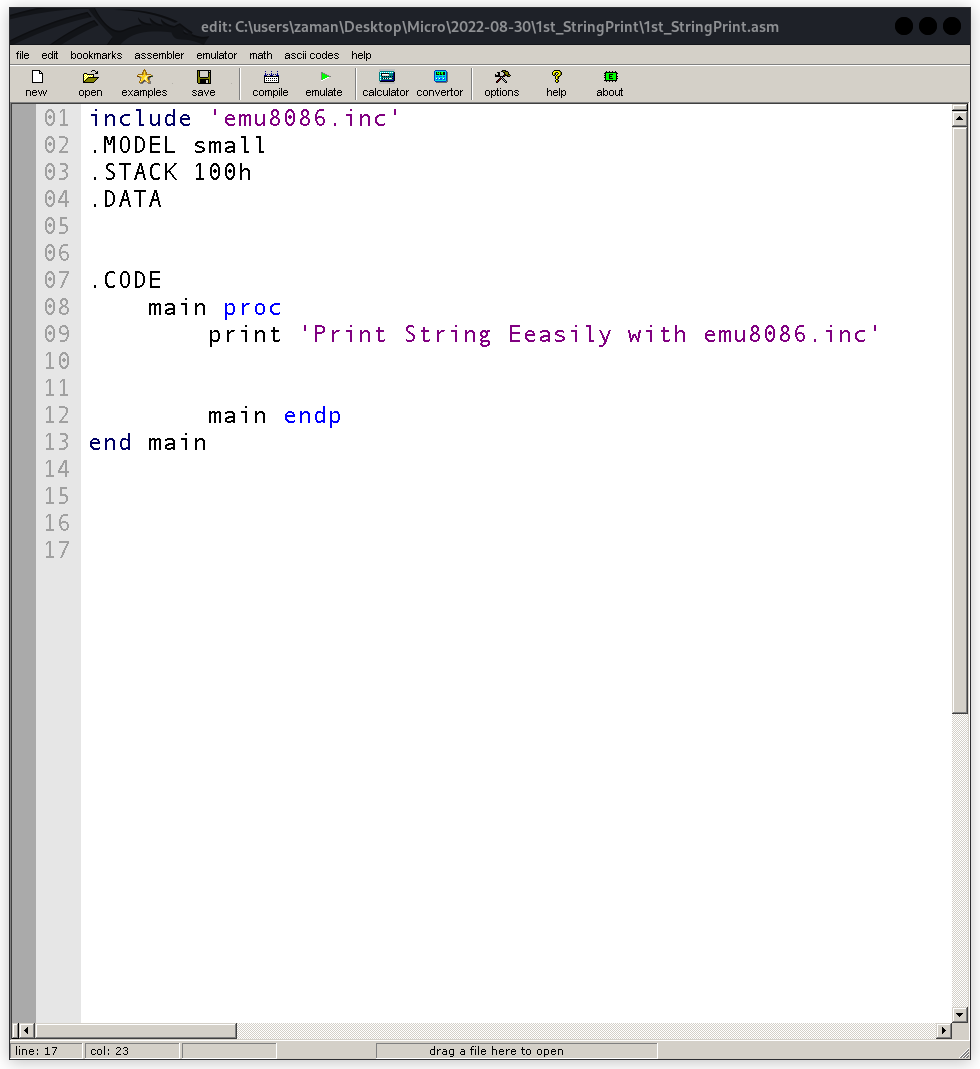 edit: C:\users\zaman\Desktop\Micro\2022-08-30\1st_StringPrint\1st_StringPrint.asm
file edit bookmarks assembler emulator math ascii codes help
new open examples save compile emulate calculator convertor options help about
01 include 'emu8086.inc'
02 .MODEL small
03 .STACK 100h
04 .DATA
05
06
07 .CODE
08 main proc
09 print 'Print String Eeasily with emu8086.inc'
10
11
12 main endp
13 end main
14
15
16
17
line: 17 col: 23 drag a file here to open